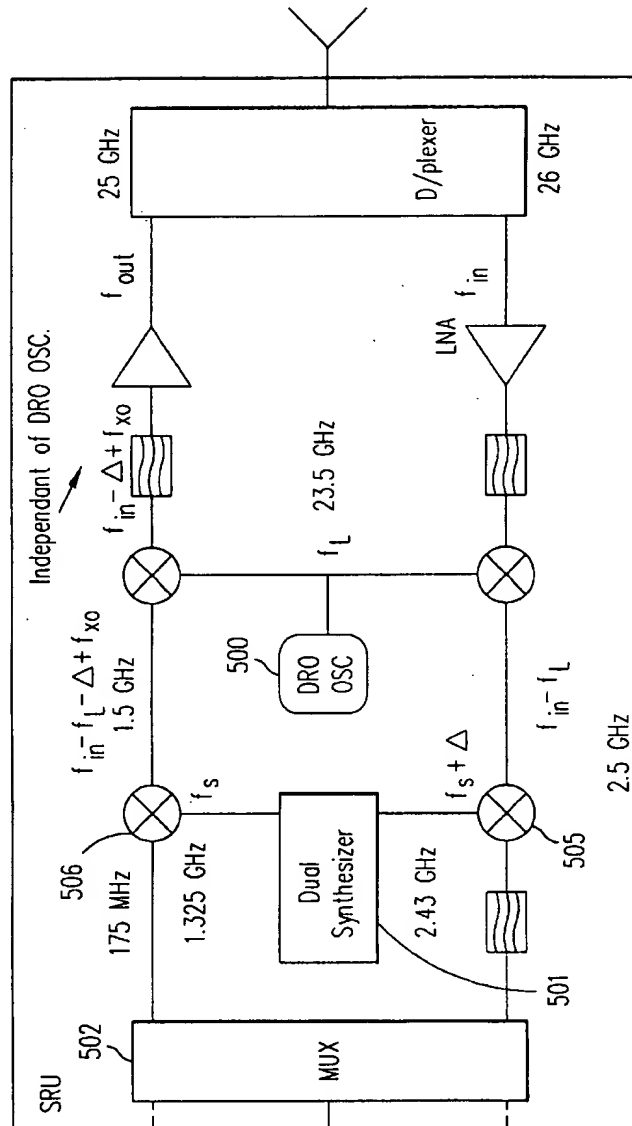 SRU
502
MUX
175 MHz
506
f_in - f_L - Δ + f_xo
1.5 GHz
Independant of DRO OSC.
f_in - Δ + f_xo
f_out
25 GHz
D/plexer
26 GHz
f_s
1.325 GHz
Dual
Synthesizer
501
2.43 GHz
f_s + Δ
505
500
DRO
OSC
f_L
23.5 GHz
f_in - f_L
2.5 GHz
LNA
f_in